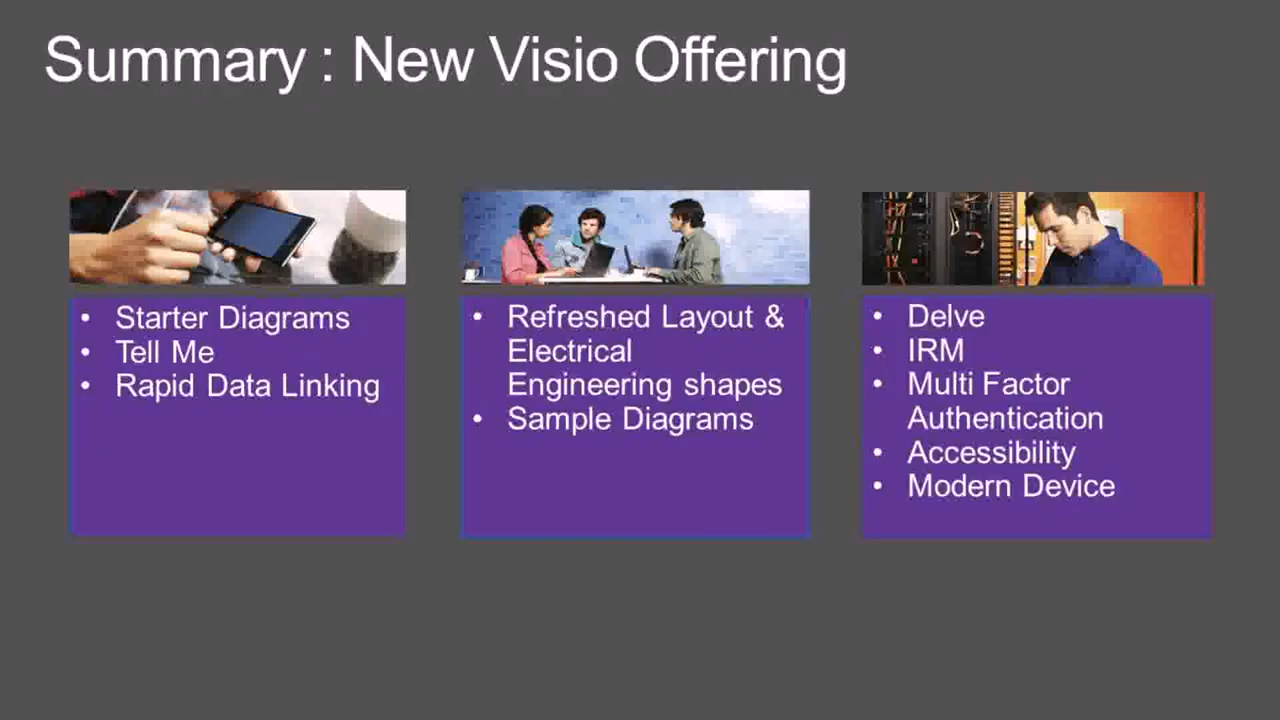 Summary : New Visio Offering
• Starter Diagrams
• Tell Me
• Rapid Data Linking
• Refreshed Layout &
Electrical
Engineering shapes
• Sample Diagrams
• Delve
• IRM
• Multi Factor
Authentication
• Accessibility
• Modern Device